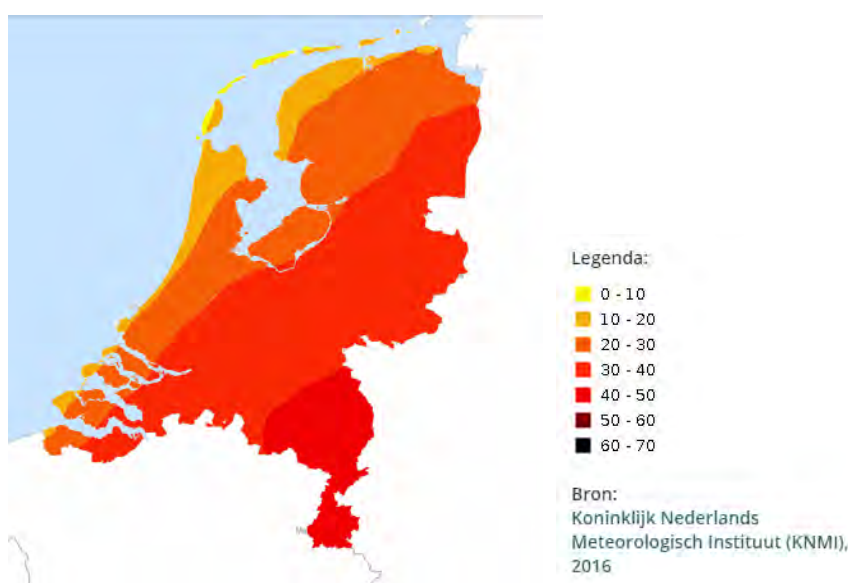 Legenda:
0 - 10
10 - 20
20 - 30
30 - 40
40 - 50
50 - 60
60 - 70
Bron:
Koninklijk Nederlands
Meteorologisch Instituut (KNMI),
2016